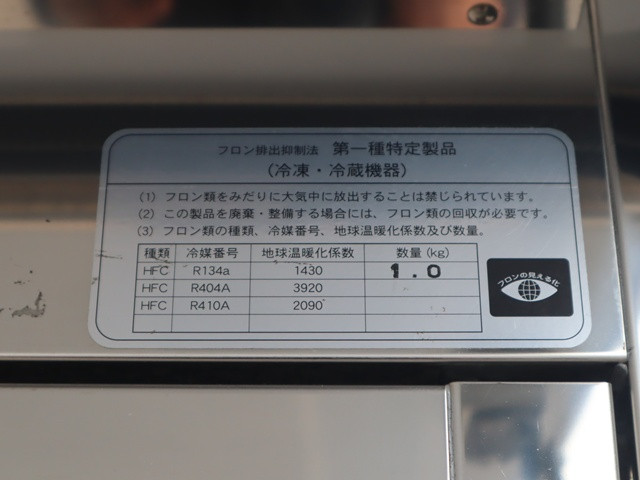 フロン排出抑制法 第一種特定製品
(冷凍・冷蔵機器)
(1) フロン類をみだりに大気中に放出することは禁じられています。
(2) この製品を廃棄・整備する場合には、フロン類の回収が必要です。
(3) フロン類の種類、冷媒番号、地球温暖化係数及び数量。
種類 冷媒番号 地球温暖化係数 数量(kg)
HFC R134a 1430 1.0
HFC R404A 3920
HFC R410A 2090
フロンの見える化